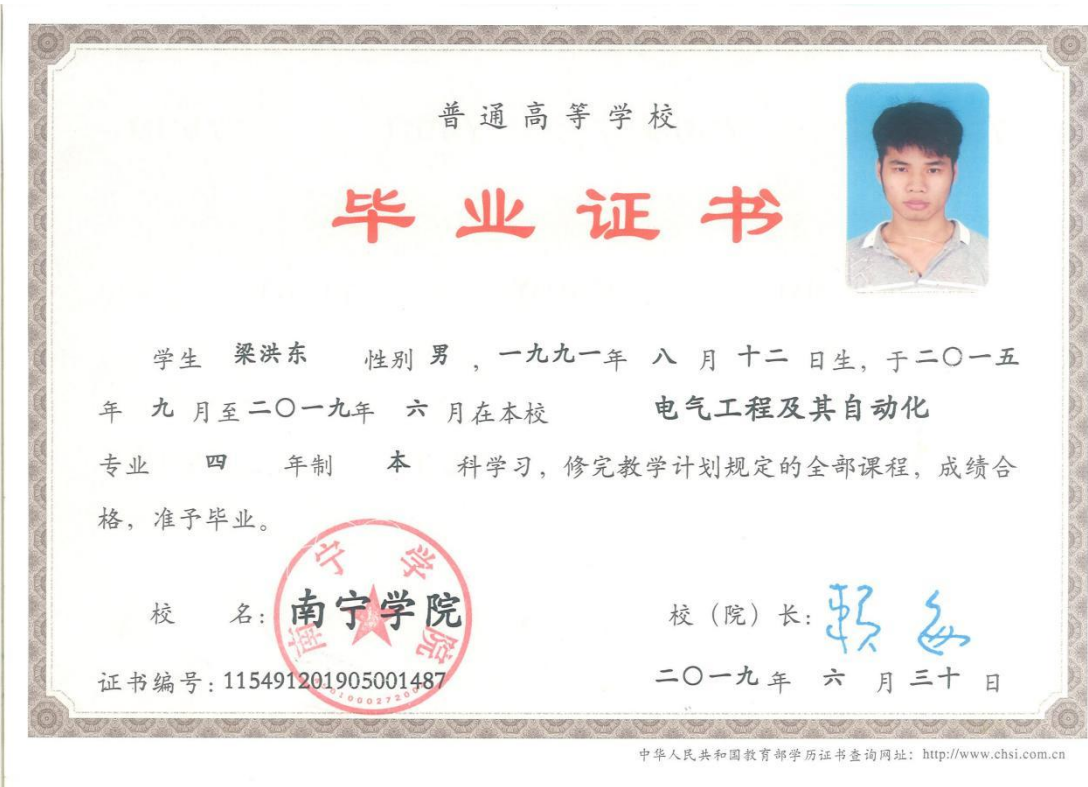 普通高等学校
毕业证书
学生 梁洪东 性别 男 ，一九九一年 八 月 十二 日生，于二〇一五
年 九 月至二〇一九年 六 月在本校 电气工程及其自动化
专业 四 年制 本 科学习，修完教学计划规定的全部课程，成绩合
格，准予毕业。
南宁学院
校 名：南宁学院 校（院）长：
证书编号：115491201905001487 二〇一九年 六 月 三十 日
中华人民共和国教育部学历证书查询网址：http://www.chsi.com.cn